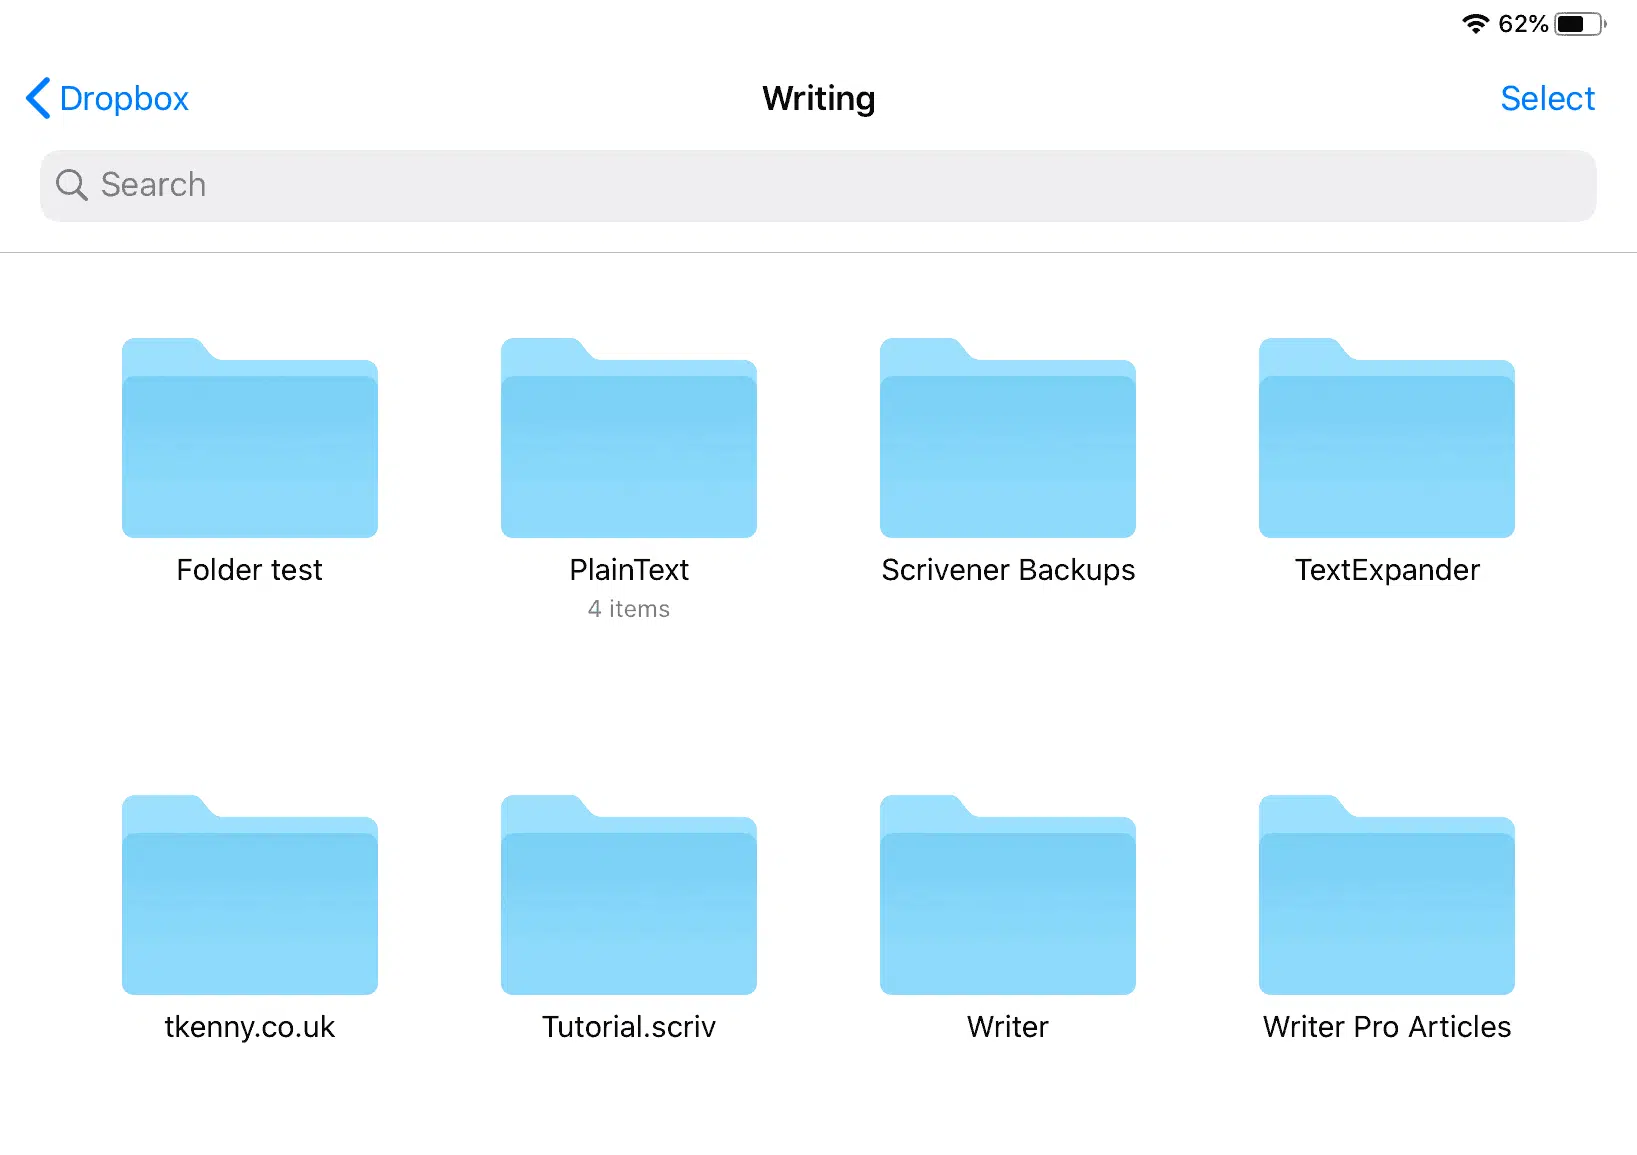 62%
Dropbox
Writing
Select
Search
Folder test
PlainText
4 items
Scrivener Backups
TextExpander
tkenny.co.uk
Tutorial.scriv
Writer
Writer Pro Articles